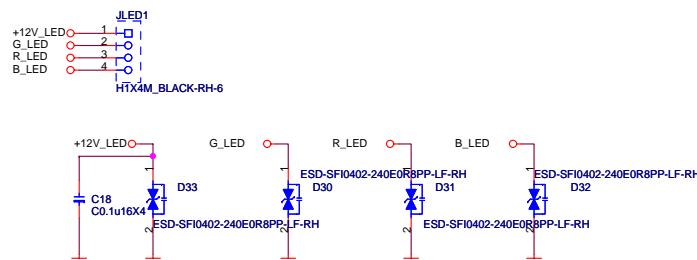 JLED1
+12V_LED 1
G_LED 2
R_LED 3
B_LED 4
H1X4M_BLACK-RH-6
+12V_LED G_LED R_LED B_LED
1 1 1 1
ESD-SFI0402-240E0R8PP-LF-RH ESD-SFI0402-240E0R8PP-LF-RH
D33 D30 D31 D32
C18
C0.1u16X4
2 2 2 2
ESD-SFI0402-240E0R8PP-LF-RH ESD-SFI0402-240E0R8PP-LF-RH